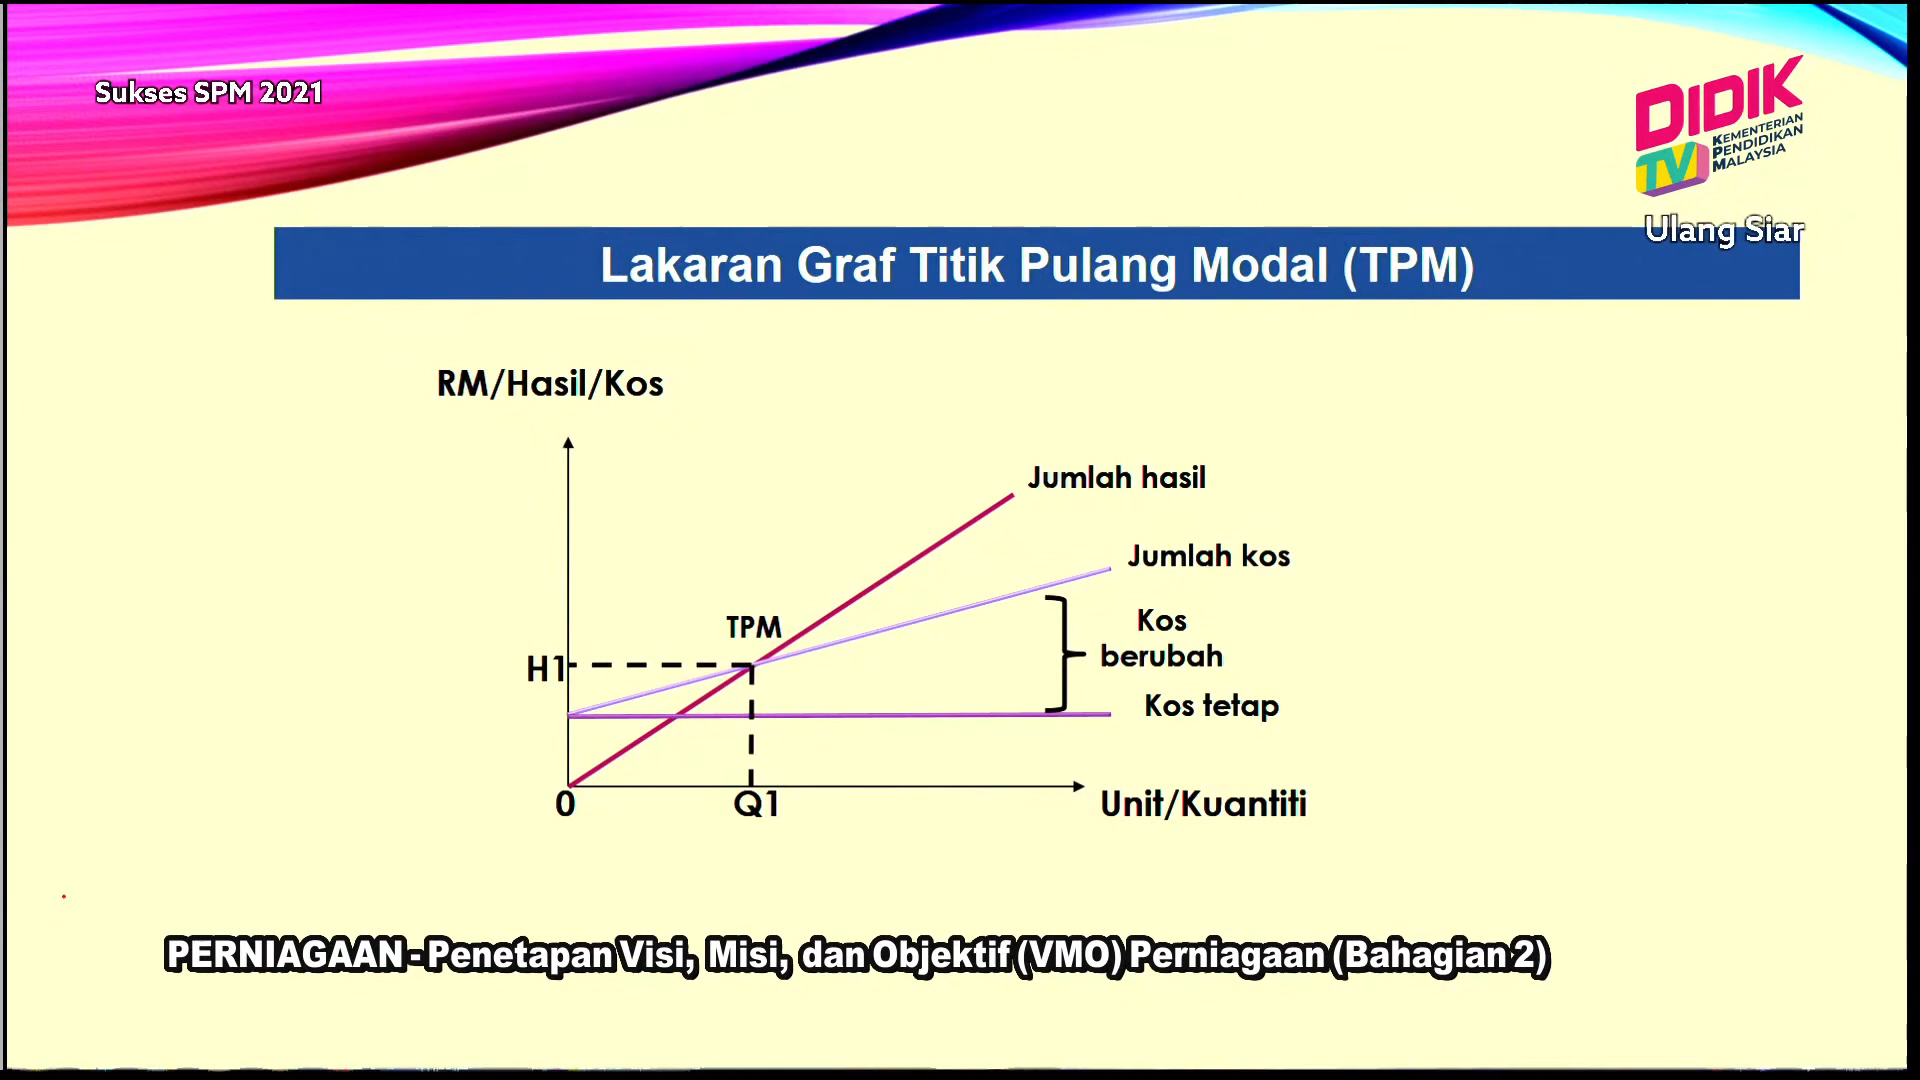 Sukses SPM 2021
DIDIK
TV
KEMENTERIAN
PENDIDIKAN
MALAYSIA
Ulang Siar
Lakaran Graf Titik Pulang Modal (TPM)
RM/Hasil/Kos
Jumlah hasil
Jumlah kos
Kos
berubah
TPM
H1
Kos tetap
0
Q1
Unit/Kuantiti
PERNIAGAAN - Penetapan Visi, Misi, dan Objektif (VMO) Perniagaan (Bahagian 2)